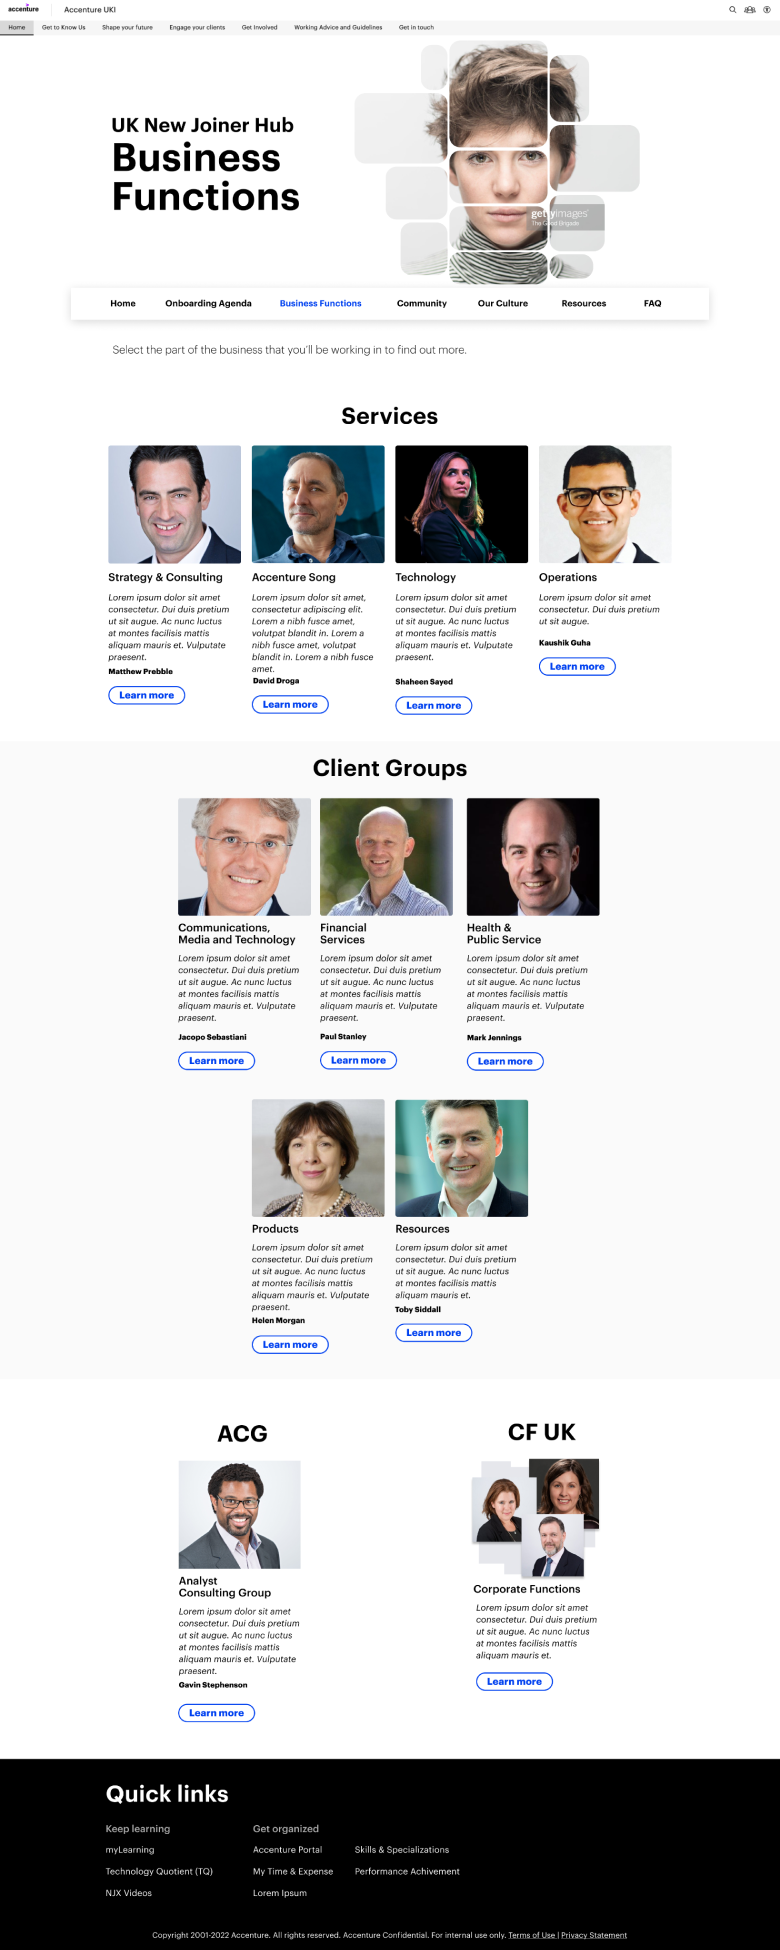 accenture
Accenture UKI
Home Get to Know Us Shape your future Engage your clients Get Involved Working Advice and Guidelines Get in touch
UK New Joiner Hub
Business
Functions
gettyimages®
The Good Brigade
Home Onboarding Agenda Business Functions Community Our Culture Resources FAQ
Select the part of the business that you'll be working in to find out more.
Services
Strategy & Consulting
Lorem ipsum dolor sit amet
consectetur. Dui duis pretium
ut sit augue. Ac nunc luctus
at montes facilisis mattis
aliquam mauris et. Vulputate
praesent.
Matthew Prebble
Learn more
Accenture Song
Lorem ipsum dolor sit amet,
consectetur adipiscing elit.
Lorem a nibh fusce amet,
volutpat blandit in. Lorem a
nibh fusce amet, volutpat
blandit in. Lorem a nibh fusce
amet.
David Droga
Learn more
Technology
Lorem ipsum dolor sit amet
consectetur. Dui duis pretium
ut sit augue. Ac nunc luctus
at montes facilisis mattis
aliquam mauris et. Vulputate
praesent.
Shaheen Sayed
Learn more
Operations
Lorem ipsum dolor sit amet
consectetur. Dui duis pretium
ut sit augue.
Kaushik Guha
Learn more
Client Groups
Communications,
Media and Technology
Lorem ipsum dolor sit amet
consectetur. Dui duis pretium
ut sit augue. Ac nunc luctus
at montes facilisis mattis
aliquam mauris et. Vulputate
praesent.
Jacopo Sebastiani
Learn more
Financial
Services
Lorem ipsum dolor sit amet
consectetur. Dui duis pretium
ut sit augue. Ac nunc luctus
at montes facilisis mattis
aliquam mauris et. Vulputate
praesent.
Paul Stanley
Learn more
Health &
Public Service
Lorem ipsum dolor sit amet
consectetur. Dui duis pretium
ut sit augue. Ac nunc luctus
at montes facilisis mattis
aliquam mauris et. Vulputate
praesent.
Mark Jennings
Learn more
Products
Lorem ipsum dolor sit amet
consectetur. Dui duis pretium
ut sit augue. Ac nunc luctus
at montes facilisis mattis
aliquam mauris et. Vulputate
praesent.
Helen Morgan
Learn more
Resources
Lorem ipsum dolor sit amet
consectetur. Dui duis pretium
ut sit augue. Ac nunc luctus
at montes facilisis mattis
aliquam mauris et.
Toby Siddall
Learn more
ACG
Analyst
Consulting Group
Lorem ipsum dolor sit amet
consectetur. Dui duis pretium
ut sit augue. Ac nunc luctus
at montes facilisis mattis
aliquam mauris et. Vulputate
praesent.
Gavin Stephenson
Learn more
CF UK
Corporate Functions
Lorem ipsum dolor sit amet
consectetur. Dui duis pretium
ut sit augue. Ac nunc luctus
at montes facilisis mattis
aliquam mauris et.
Learn more
Quick links
Keep learning
myLearning
Technology Quotient (TQ)
NJX Videos
Get organized
Accenture Portal
My Time & Expense
Lorem Ipsum
Skills & Specializations
Performance Achivement
Copyright 2001-2022 Accenture. All rights reserved. Accenture Confidential. For internal use only. Terms of Use | Privacy Statement